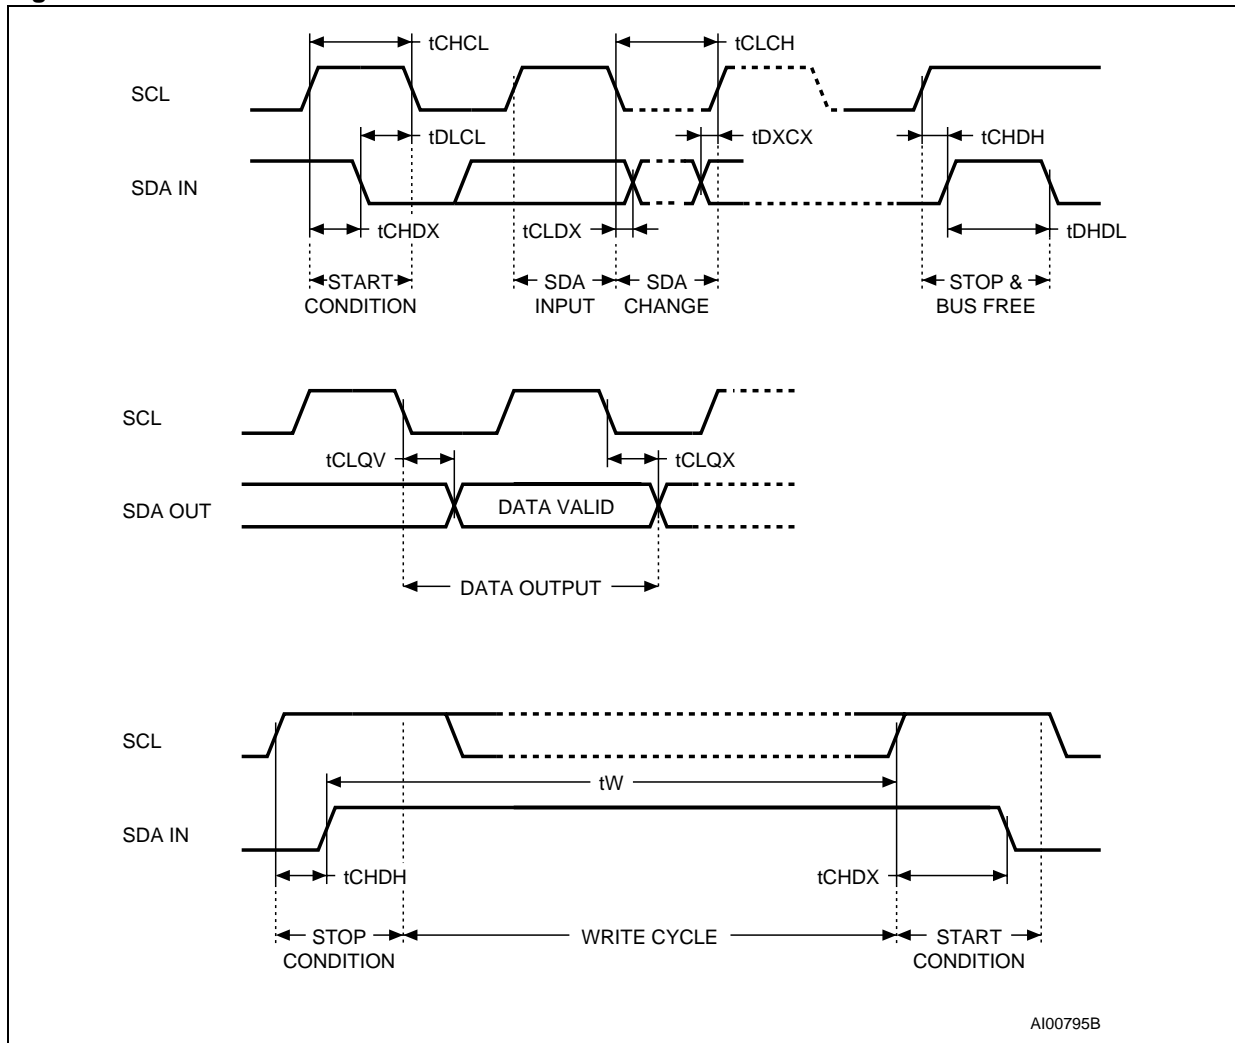 tCHCL
tCLCH
SCL
tDLCL
tDXCX
tCHDH
SDA IN
tCHDX
tCLDX
tDHDL
START
CONDITION
SDA
INPUT
SDA
CHANGE
STOP &
BUS FREE
SCL
tCLQV
tCLQX
SDA OUT
DATA VALID
DATA OUTPUT
SCL
tW
SDA IN
tCHDH
tCHDX
STOP
CONDITION
WRITE CYCLE
START
CONDITION
AI00795B